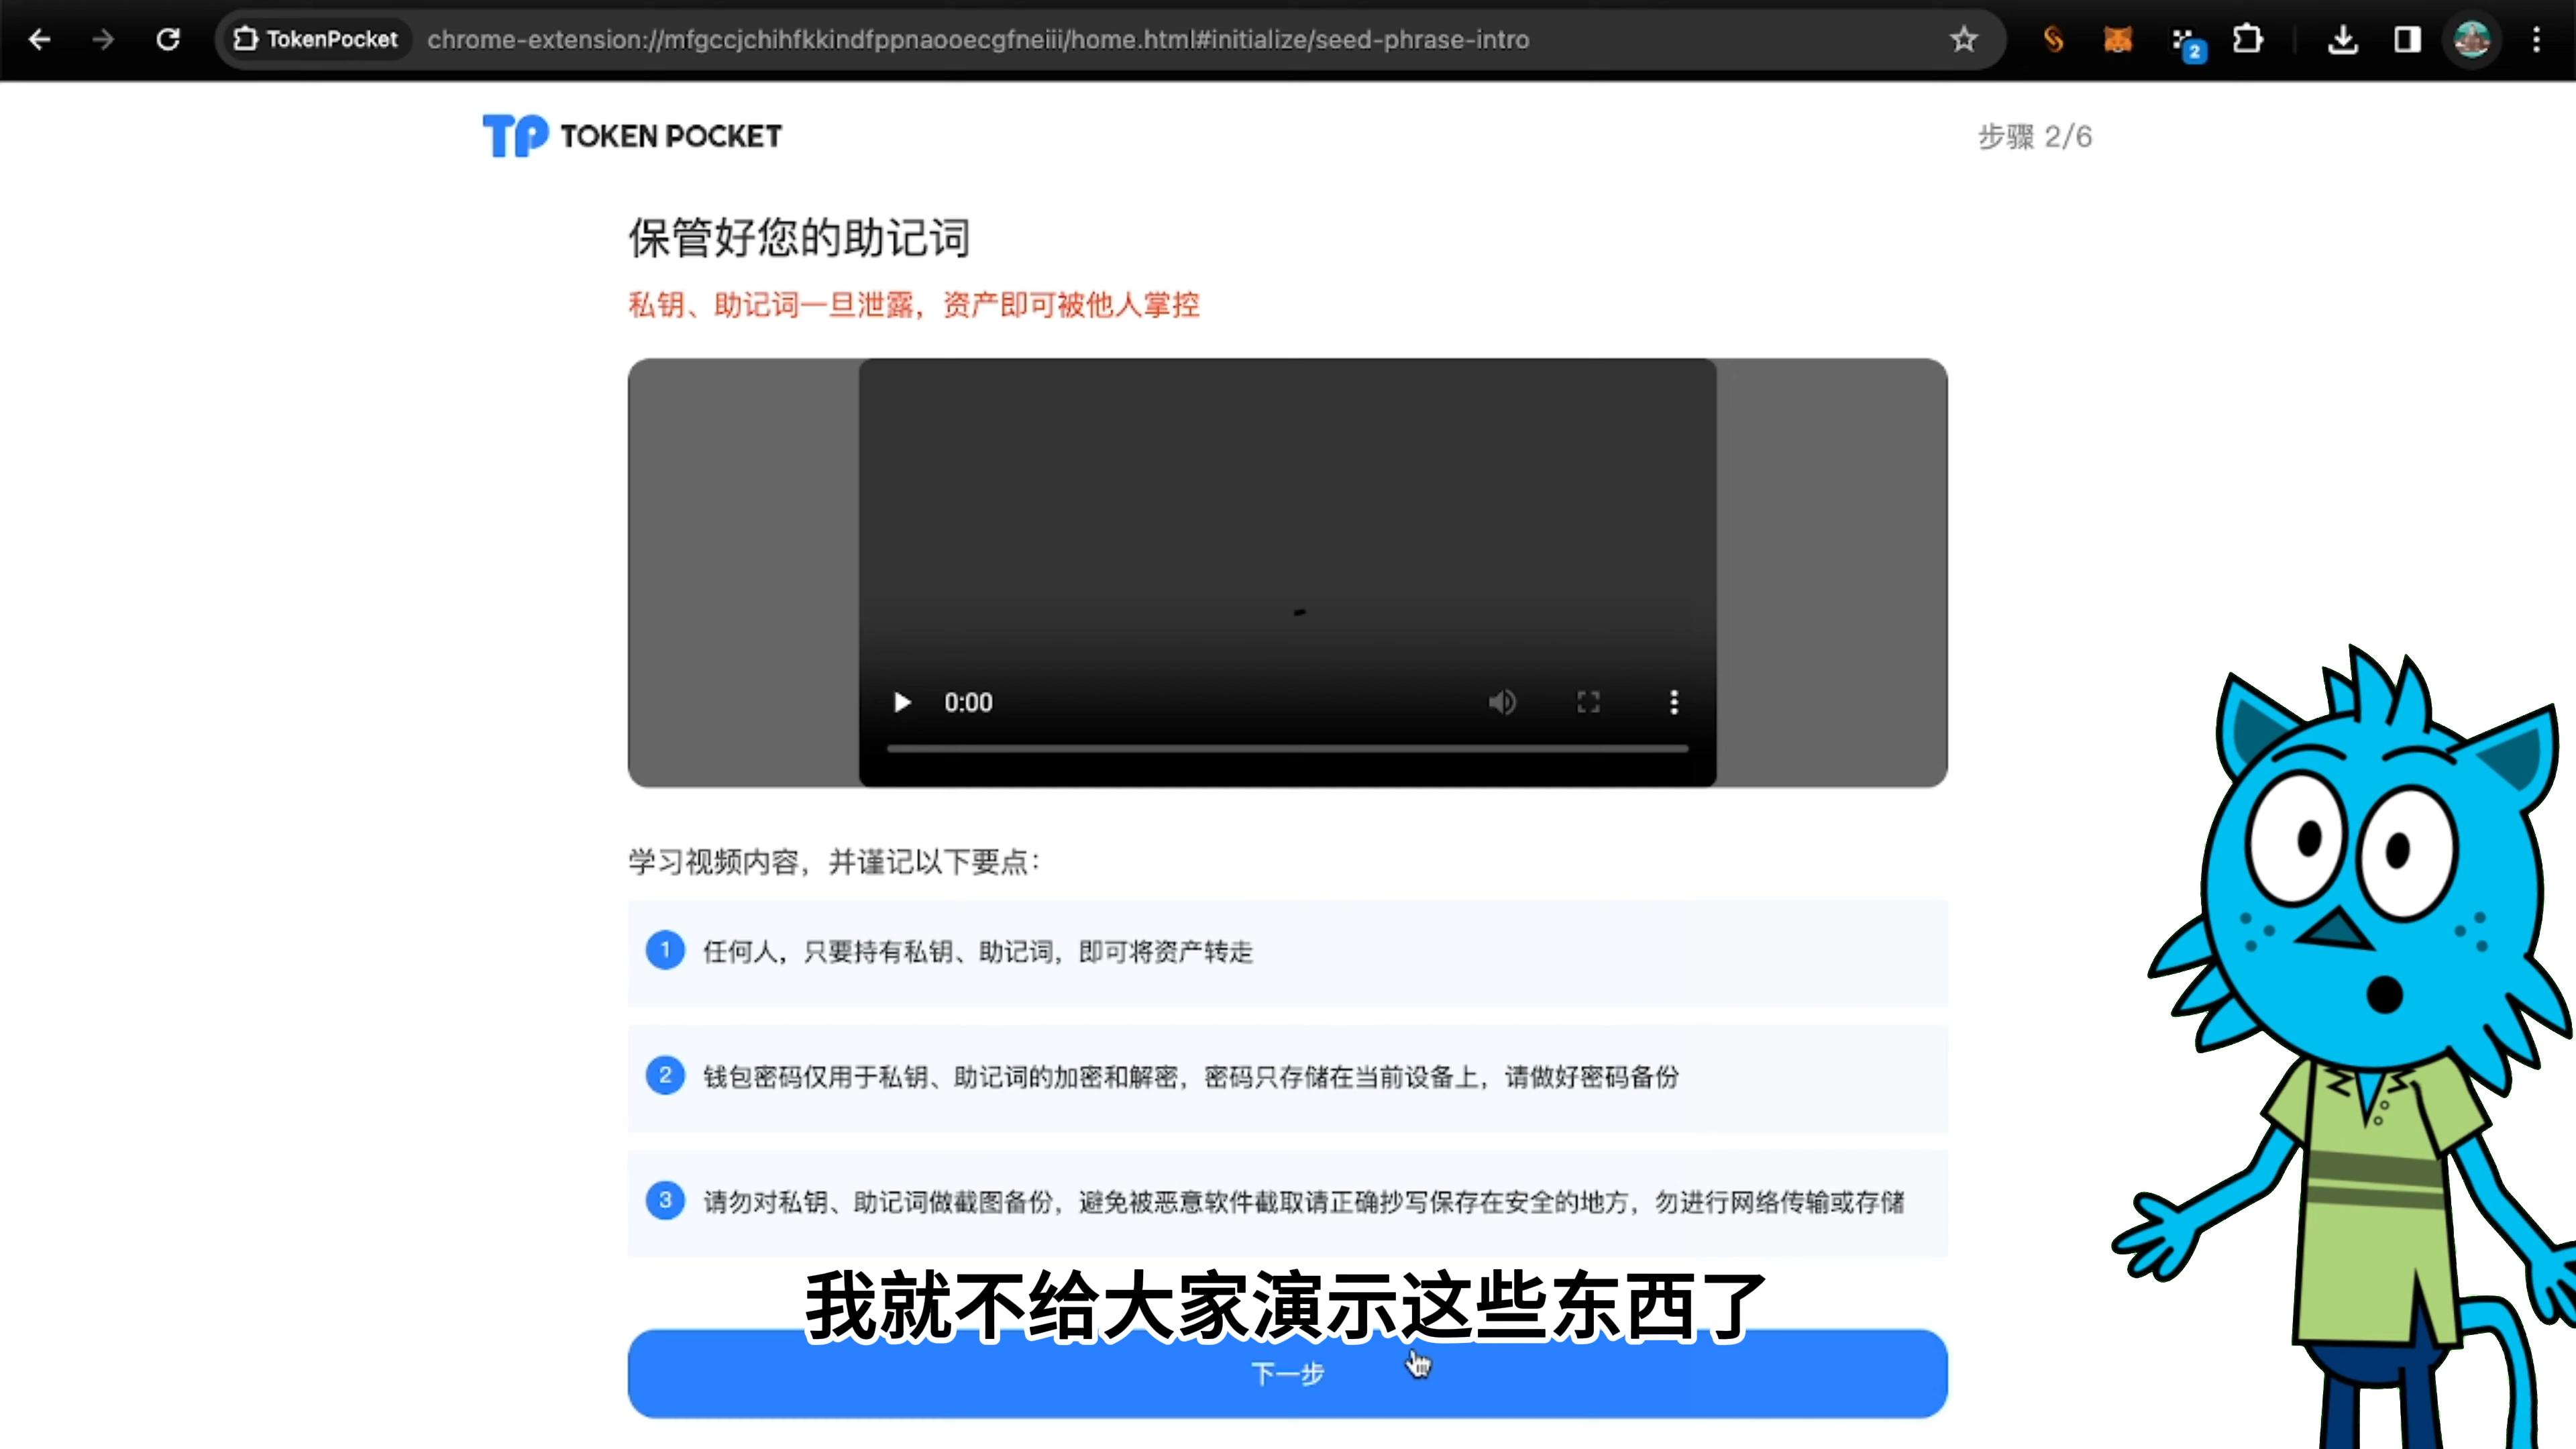 TokenPocket chrome-extension://mfgccjchihfkkindfppnaooecgfneiii/home.html#initialize/seed-phrase-intro
2
TP TOKEN POCKET
步骤 2/6
保管好您的助记词
私钥、助记词一旦泄露，资产即可被他人掌控
0:00
学习视频内容，并谨记以下要点：
1 任何人，只要持有私钥、助记词，即可将资产转走
2 钱包密码仅用于私钥、助记词的加密和解密，密码只存储在当前设备上，请做好密码备份
3 请勿对私钥、助记词做截图备份，避免被恶意软件截取请正确抄写保存在安全的地方，勿进行网络传输或存储
我就不给大家演示这些东西了
下一步